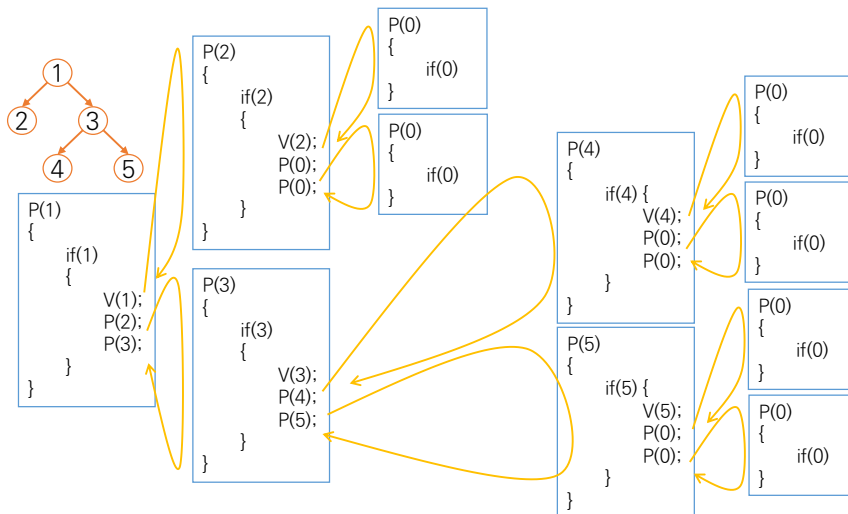 1
2
3
4
5
P(1)
{
if(1)
{
V(1);
P(2);
P(3);
}
}
P(2)
{
if(2)
{
V(2);
P(0);
P(0);
}
}
P(0)
{
if(0)
}
P(0)
{
if(0)
}
P(3)
{
if(3)
{
V(3);
P(4);
P(5);
}
}
P(4)
{
if(4) {
V(4);
P(0);
P(0);
}
}
P(0)
{
if(0)
}
P(0)
{
if(0)
}
P(5)
{
if(5) {
V(5);
P(0);
P(0);
}
}
P(0)
{
if(0)
}
P(0)
{
if(0)
}